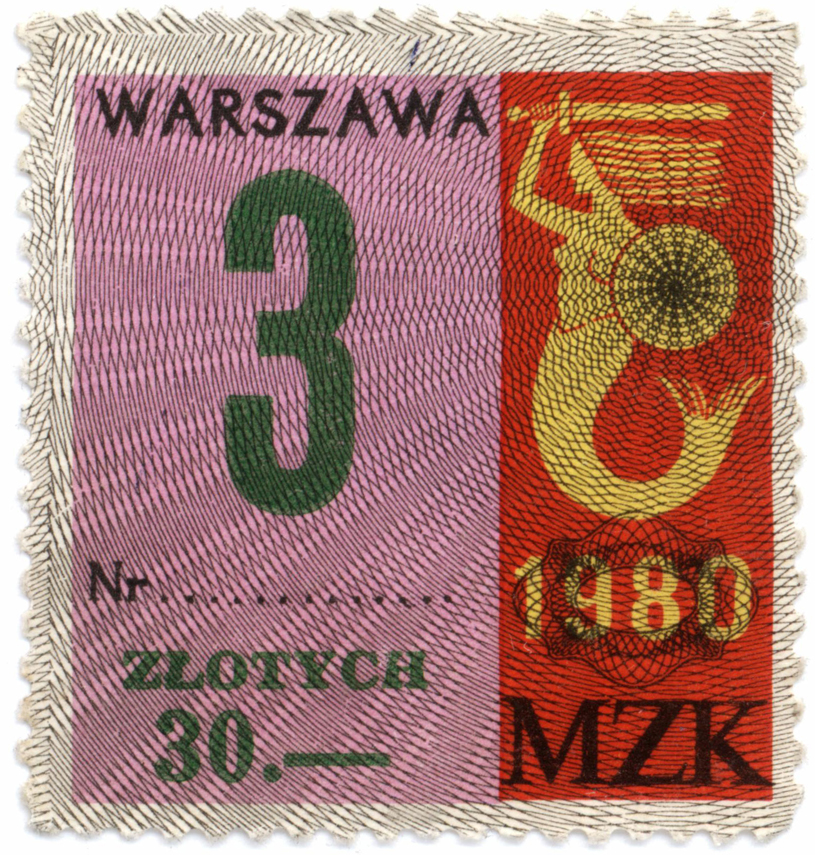 WARSZAWA
3
Nr..............
ZŁOTYCH
30.—
1980
MZK